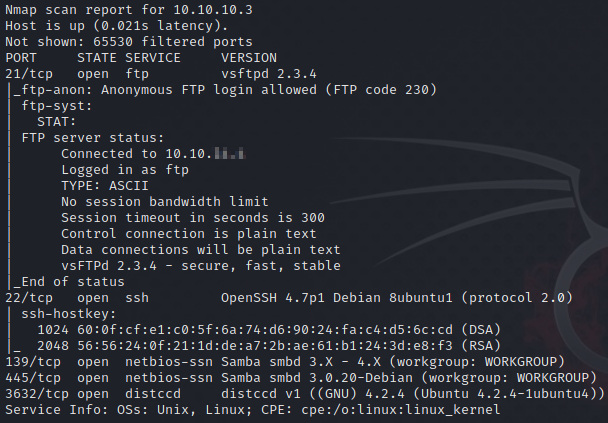 Nmap scan report for 10.10.10.3
Host is up (0.021s latency).
Not shown: 65530 filtered ports
PORT     STATE SERVICE     VERSION
21/tcp   open  ftp         vsftpd 2.3.4
|_ftp-anon: Anonymous FTP login allowed (FTP code 230)
| ftp-syst:
|   STAT:
| FTP server status:
|      Connected to 10.10.
|      Logged in as ftp
|      TYPE: ASCII
|      No session bandwidth limit
|      Session timeout in seconds is 300
|      Control connection is plain text
|      Data connections will be plain text
|      vsFTPd 2.3.4 - secure, fast, stable
|_End of status
22/tcp   open  ssh         OpenSSH 4.7p1 Debian 8ubuntu1 (protocol 2.0)
| ssh-hostkey:
|   1024 60:0f:cf:e1:c0:5f:6a:74:d6:90:24:fa:c4:d5:6c:cd (DSA)
|_  2048 56:56:24:0f:21:1d:de:a7:2b:ae:61:b1:24:3d:e8:f3 (RSA)
139/tcp  open  netbios-ssn Samba smbd 3.X - 4.X (workgroup: WORKGROUP)
445/tcp  open  netbios-ssn Samba smbd 3.0.20-Debian (workgroup: WORKGROUP)
3632/tcp open  distccd     distccd v1 ((GNU) 4.2.4 (Ubuntu 4.2.4-1ubuntu4))
Service Info: OSs: Unix, Linux; CPE: cpe:/o:linux:linux_kernel